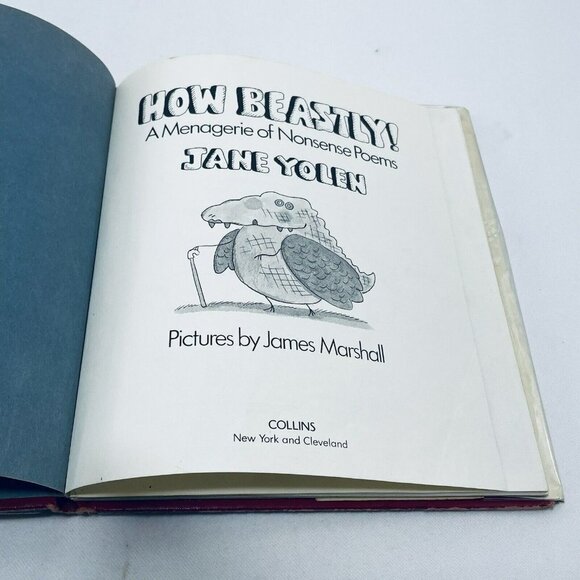 HOW BEASTLY!
A Menagerie of Nonsense Poems
JANE YOLEN
Pictures by James Marshall
COLLINS
New York and Cleveland